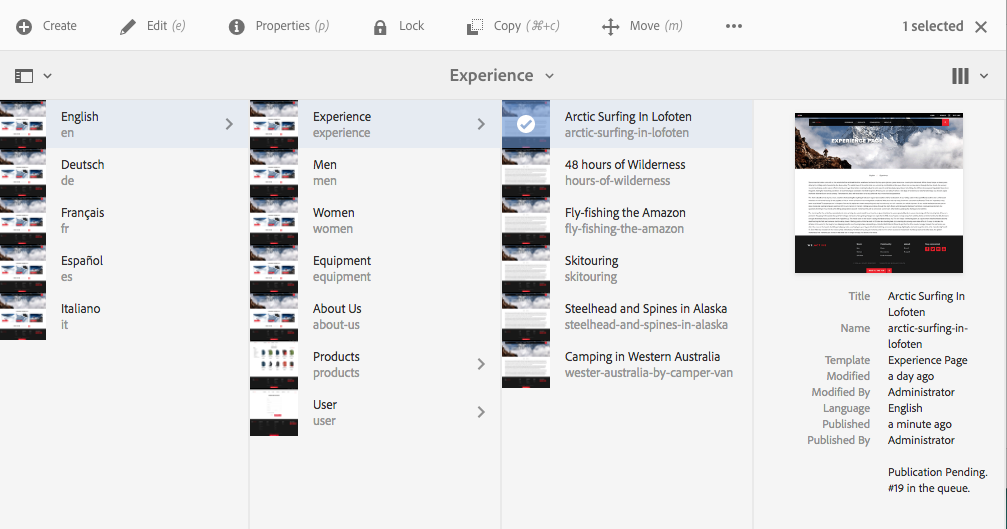 Create Edit (e) Properties (p) Lock Copy (⌘+c) Move (m) ••• 1 selected
Experience
English
en
Deutsch
de
Français
fr
Español
es
Italiano
it
Experience
experience
Men
men
Women
women
Equipment
equipment
About Us
about-us
Products
products
User
user
Arctic Surfing In Lofoten
arctic-surfing-in-lofoten
48 hours of Wilderness
hours-of-wilderness
Fly-fishing the Amazon
fly-fishing-the-amazon
Skitouring
skitouring
Steelhead and Spines in Alaska
steelhead-and-spines-in-alaska
Camping in Western Australia
wester-australia-by-camper-van
EXPERIENCE PAGE
Title Arctic Surfing In
Lofoten
Name arctic-surfing-in-
lofoten
Template Experience Page
Modified a day ago
Modified By Administrator
Language English
Published a minute ago
Published By Administrator
Publication Pending.
#19 in the queue.